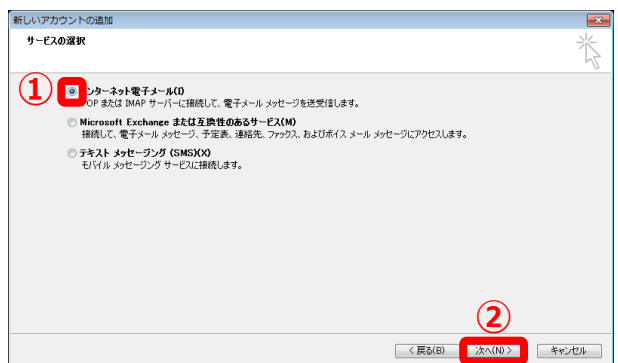 新しいアカウントの追加
サービスの選択
①
ンターネット電子メール(I)
POP または IMAP サーバーに接続して、電子メール メッセージを送受信します。
Microsoft Exchange または互換性のあるサービス(M)
接続して、電子メール メッセージ、予定表、連絡先、ファックス、およびボイス メール メッセージにアクセスします。
テキスト メッセージング (SMS)(X)
モバイル メッセージング サービスに接続します。
②
< 戻る(B) 次へ(N) > キャンセル